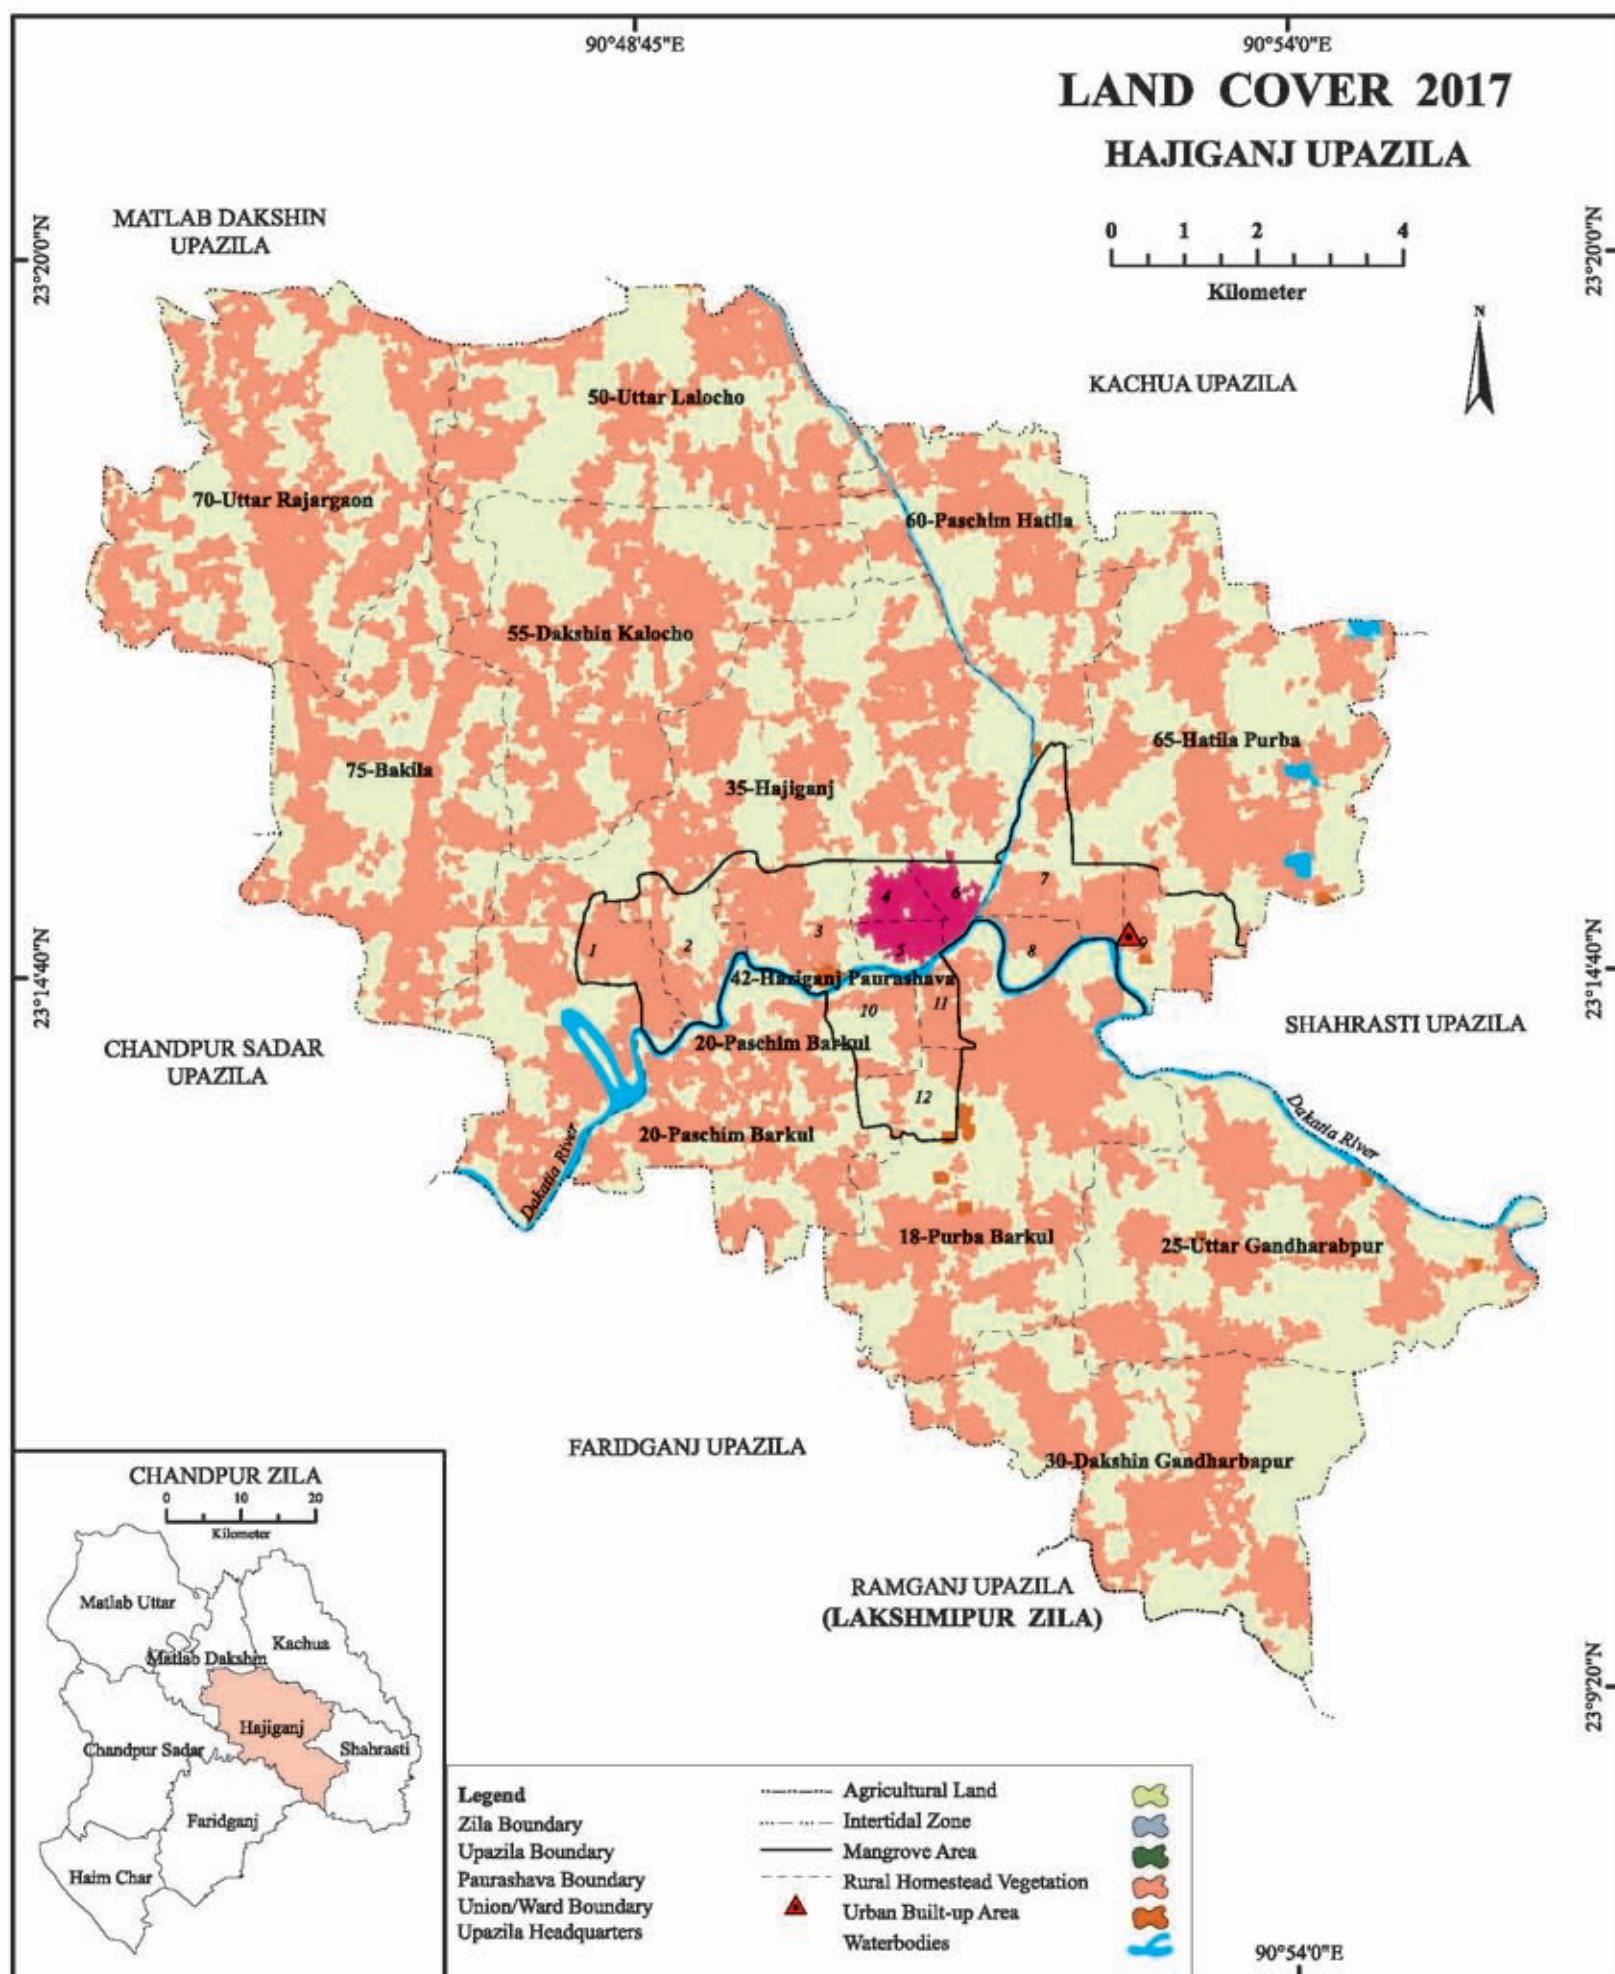 90°48'45"E
90°54'0"E
LAND COVER 2017
HAJIGANJ UPAZILA
0 1 2 4
Kilometer
N
23°20'0"N
23°20'0"N
MATLAB DAKSHIN
UPAZILA
KACHUA UPAZILA
50-Uttar Lalocho
70-Uttar Rajargaon
60-Paschim Hatila
55-Dakshin Kalocho
65-Hatila Purba
75-Bakila
35-Hajiganj
1
2
3
4
5
6
7
8
9
23°14'40"N
23°14'40"N
42-Haziganj Paurashava
10
11
12
SHAHRASTI UPAZILA
CHANDPUR SADAR
UPAZILA
20-Paschim Barkul
20-Paschim Barkul
Dakatia River
Dakatia River
18-Purba Barkul
25-Uttar Gandharabpur
FARIDGANJ UPAZILA
30-Dakshin Gandharbapur
RAMGANJ UPAZILA
(LAKSHMIPUR ZILA)
23°9'20"N
CHANDPUR ZILA
0 10 20
Kilometer
Matlab Uttar
Kachua
Matlab Dakshin
Hajiganj
Chandpur Sadar
Shahrasti
Faridganj
Haim Char
Legend
Zila Boundary
Upazila Boundary
Paurashava Boundary
Union/Ward Boundary
Upazila Headquarters
Agricultural Land
Intertidal Zone
Mangrove Area
Rural Homestead Vegetation
Urban Built-up Area
Waterbodies
90°54'0"E